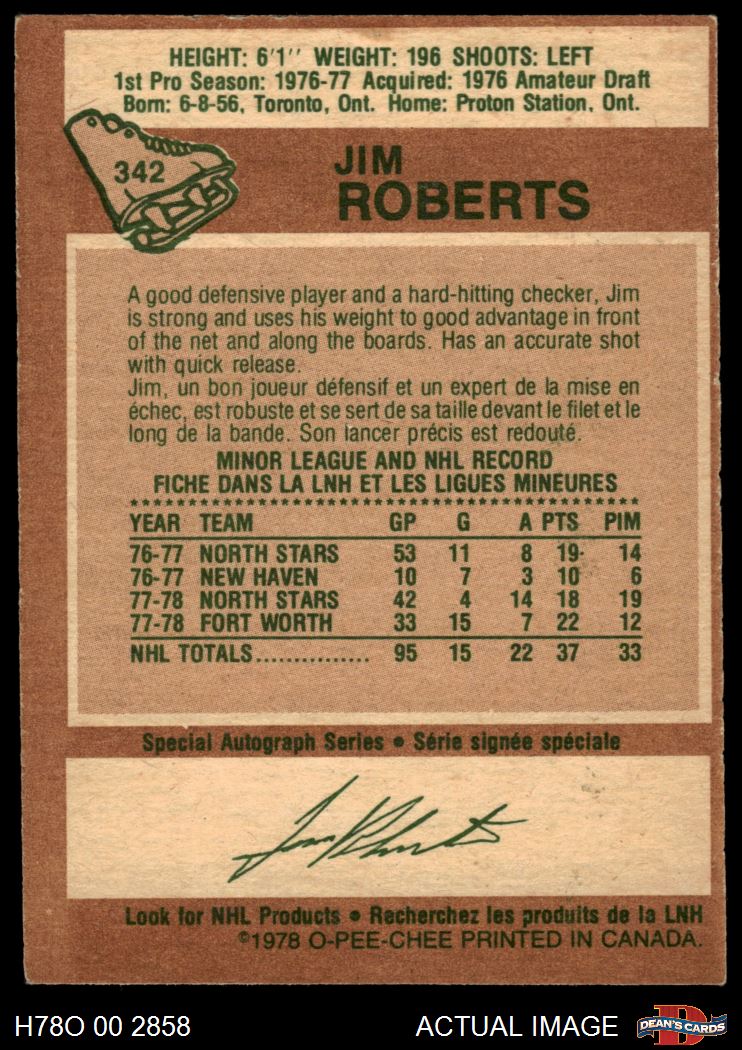 HEIGHT: 6'1'' WEIGHT: 196 SHOOTS: LEFT
1st Pro Season: 1976-77 Acquired: 1976 Amateur Draft
Born: 6-8-56, Toronto, Ont. Home: Proton Station, Ont.
342
JIM
ROBERTS
A good defensive player and a hard-hitting checker, Jim
is strong and uses his weight to good advantage in front
of the net and along the boards. Has an accurate shot
with quick release.
Jim, un bon joueur défensif et un expert de la mise en
échec, est robuste et se sert de sa taille devant le filet et le
long de la bande. Son lancer précis est redouté.
MINOR LEAGUE AND NHL RECORD
FICHE DANS LA LNH ET LES LIGUES MINEURES
YEAR TEAM GP G A PTS PIM
76-77 NORTH STARS 53 11 8 19 14
76-77 NEW HAVEN 10 7 3 10 6
77-78 NORTH STARS 42 4 14 18 19
77-78 FORT WORTH 33 15 7 22 12
NHL TOTALS............... 95 15 22 37 33
Special Autograph Series • Série signée spéciale
Jim Roberts
Look for NHL Products • Recherchez les produits de la LNH
©1978 O-PEE-CHEE PRINTED IN CANADA.
H78O 00 2858 ACTUAL IMAGE DEAN'S CARDS